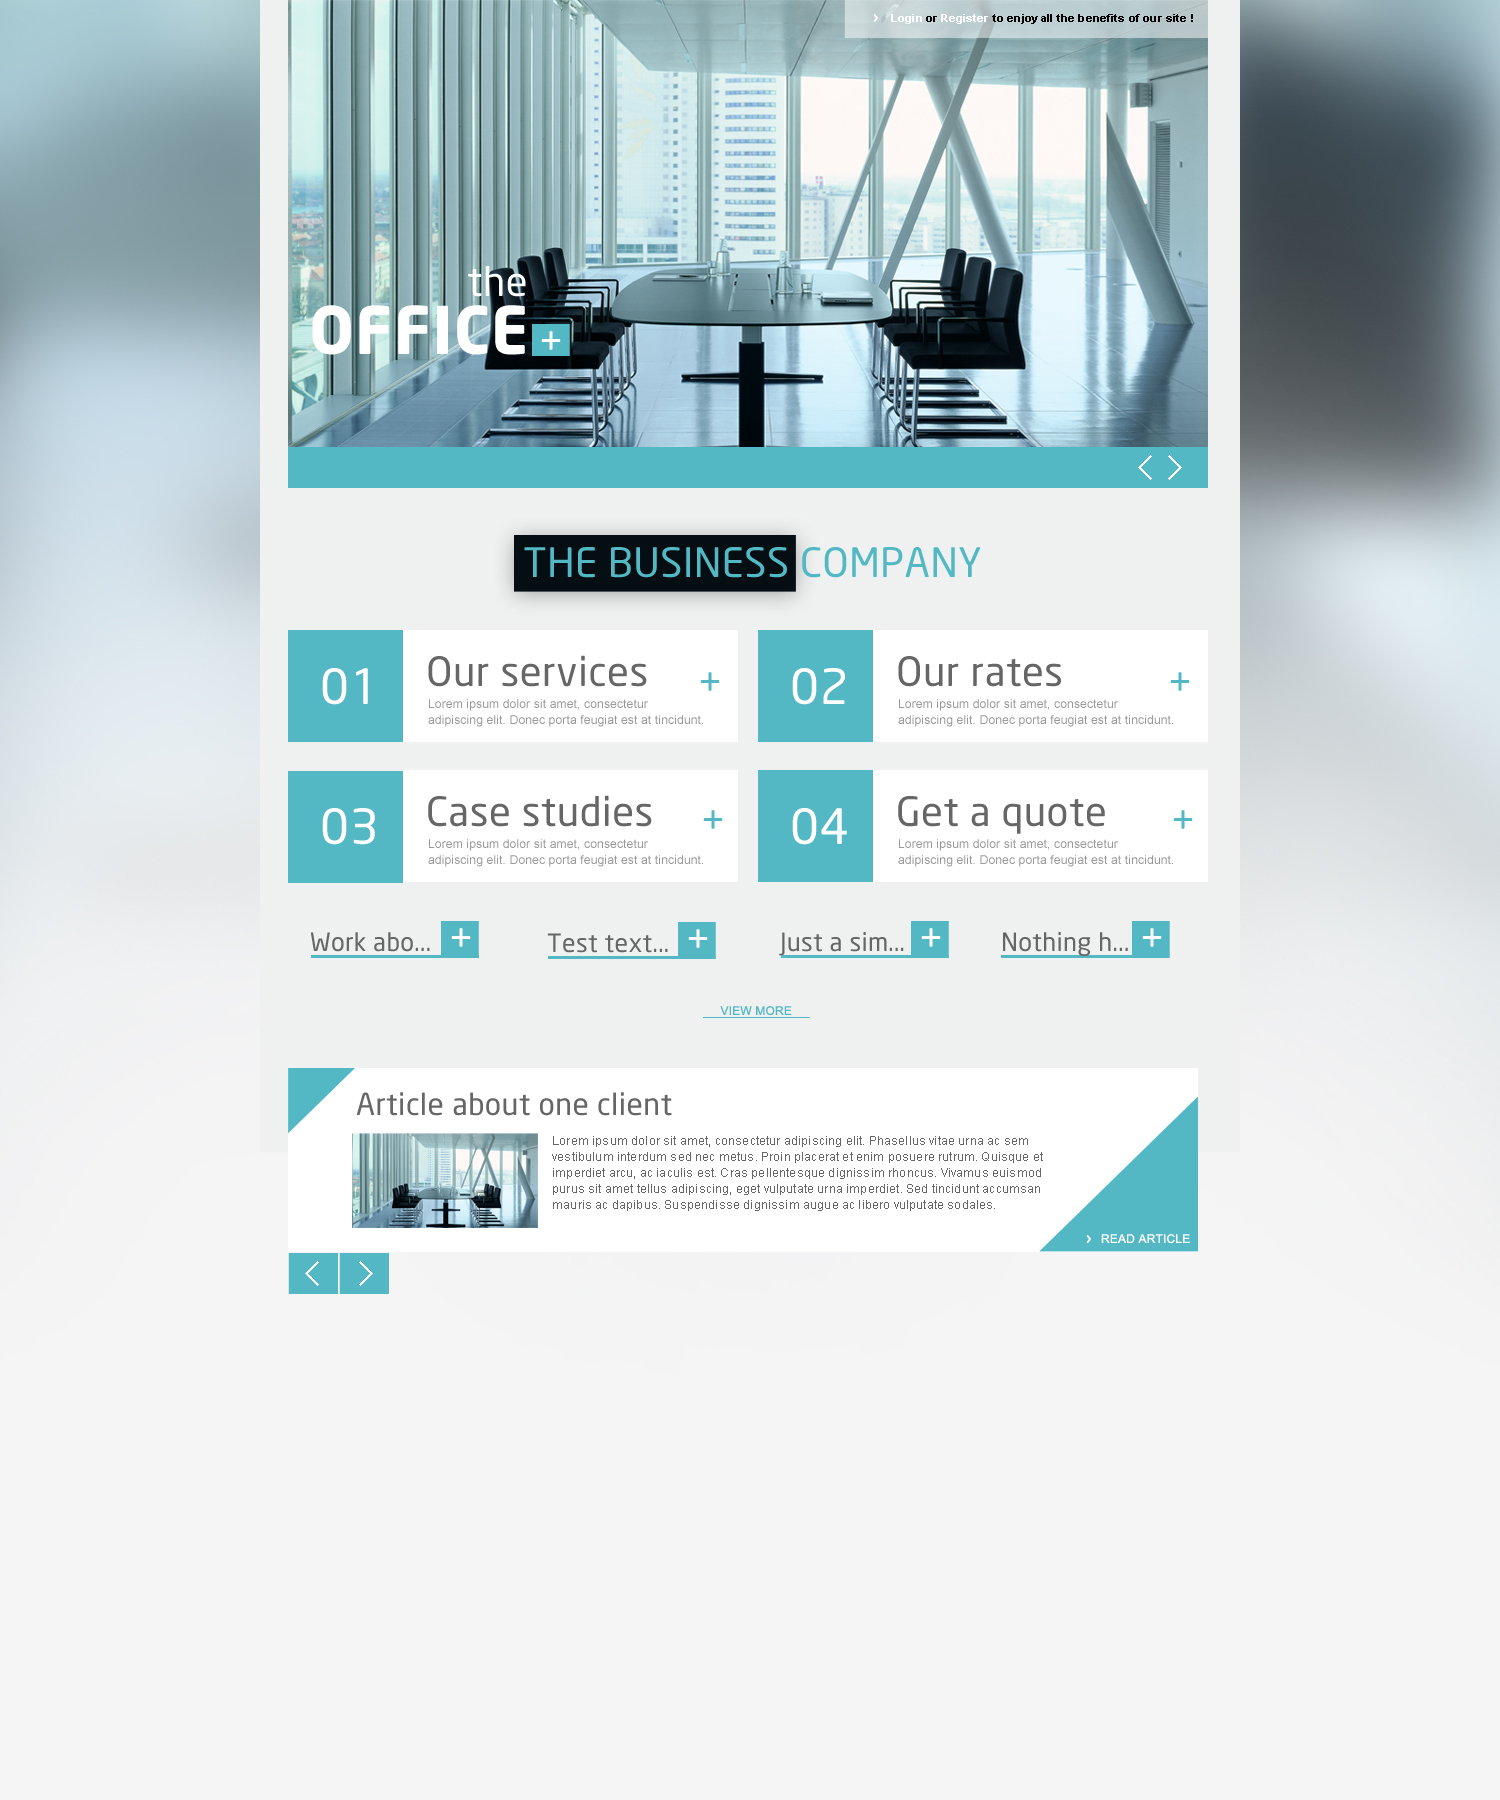 › Login or Register to enjoy all the benefits of our site !
the
OFFICE
+
THE BUSINESS COMPANY
01
Our services
+
Lorem ipsum dolor sit amet, consectetur
adipiscing elit. Donec porta feugiat est at tincidunt.
02
Our rates
+
Lorem ipsum dolor sit amet, consectetur
adipiscing elit. Donec porta feugiat est at tincidunt.
03
Case studies
+
Lorem ipsum dolor sit amet, consectetur
adipiscing elit. Donec porta feugiat est at tincidunt.
04
Get a quote
+
Lorem ipsum dolor sit amet, consectetur
adipiscing elit. Donec porta feugiat est at tincidunt.
Work abo... +
Test text... +
Just a sim... +
Nothing h... +
VIEW MORE
Article about one client
Lorem ipsum dolor sit amet, consectetur adipiscing elit. Phasellus vitae urna ac sem
vestibulum interdum sed nec metus. Proin placerat et enim posuere rutrum. Quisque et
imperdiet arcu, ac iaculis est. Cras pellentesque dignissim rhoncus. Vivamus euismod
purus sit amet tellus adipiscing, eget vulputate urna imperdiet. Sed tincidunt accumsan
mauris ac dapibus. Suspendisse dignissim augue ac libero vulputate sodales.
› READ ARTICLE